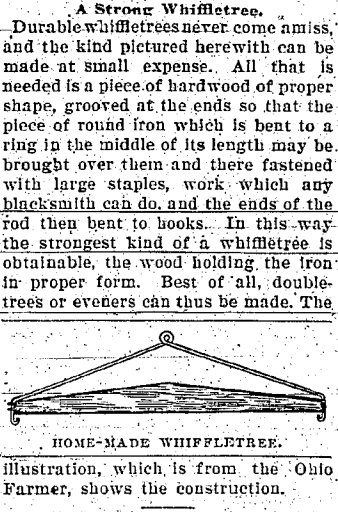 A Strong Whiffletree.
Durable whiffletrees never come amiss,
and the kind pictured herewith can be
made at small expense. All that is
needed is a piece of hardwood of proper
shape, grooved at the ends so that the
piece of round iron which is bent to a
ring in the middle of its length may be
brought over them and there fastened
with large staples, work which any
blacksmith can do, and the ends of the
rod then bent to hooks. In this way
the strongest kind of a whiffletree is
obtainable, the wood holding the iron
in proper form. Best of all, double-
trees or eveners can thus be made. The
HOME-MADE WHIFFLETREE.
illustration, which is from the Ohio
Farmer, shows the construction.